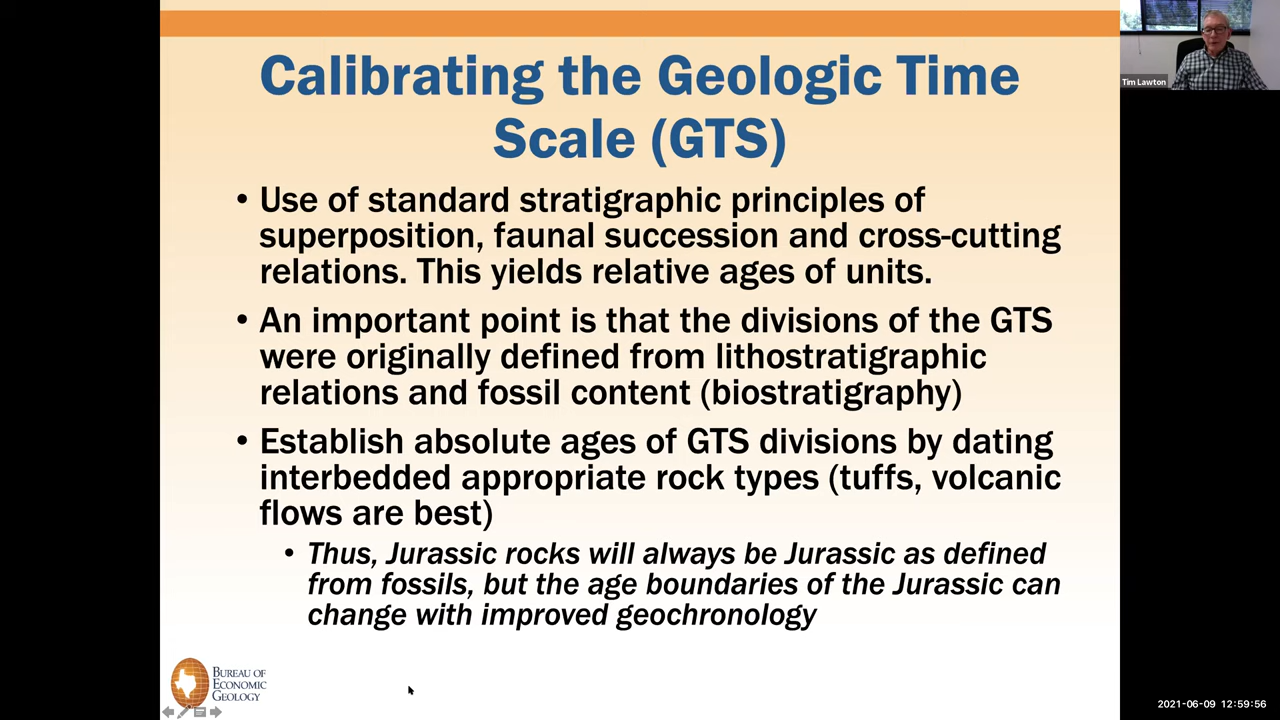 Calibrating the Geologic Time
Scale (GTS)
• Use of standard stratigraphic principles of
superposition, faunal succession and cross-cutting
relations. This yields relative ages of units.
• An important point is that the divisions of the GTS
were originally defined from lithostratigraphic
relations and fossil content (biostratigraphy)
• Establish absolute ages of GTS divisions by dating
interbedded appropriate rock types (tuffs, volcanic
flows are best)
• Thus, Jurassic rocks will always be Jurassic as defined
from fossils, but the age boundaries of the Jurassic can
change with improved geochronology
BUREAU OF
ECONOMIC
GEOLOGY
Tim Lawton
2021-06-09 12:59:56